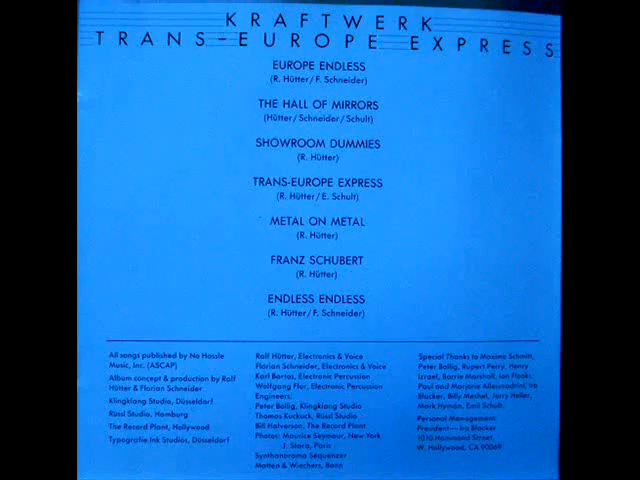 KRAFTWERK
TRANS-EUROPE EXPRESS
EUROPE ENDLESS
(R. Hütter/F. Schneider)
THE HALL OF MIRRORS
(Hütter/Schneider/Schult)
SHOWROOM DUMMIES
(R. Hütter)
TRANS-EUROPE EXPRESS
(R. Hütter/E. Schult)
METAL ON METAL
(R. Hütter)
FRANZ SCHUBERT
(R. Hütter)
ENDLESS ENDLESS
(R. Hütter/F. Schneider)
All songs published by No Hassle
Music, Inc. (ASCAP)
Album concept & production by Ralf
Hütter & Florian Schneider
Klingklang Studio, Düsseldorf
Rüssl Studio, Hamburg
The Record Plant, Hollywood
Typografie Ink Studios, Düsseldorf
Ralf Hütter, Electronics & Voice
Florian Schneider, Electronics & Voice
Karl Bartos, Electronic Percussion
Wolfgang Flur, Electronic Percussion
Engineers:
Peter Bollig, Klingklang Studio
Thomas Kuckuck, Rüssl Studio
Bill Halverson, The Record Plant
Photos: Maurice Seymour, New York
J. Stara, Paris
Synthanorama Sequenzer
Matten & Wiechers, Bonn
Special Thanks to Maxime Schmitt,
Peter Bollig, Rupert Perry, Henry
Izrael, Barrie Marshall, Ian Flooks,
Paul and Marjorie Allessandrini, Ira
Blacker, Billy Meshel, Jerry Heller,
Mark Hyman, Emil Schult.
Personal Management
President—Ira Blacker
1010 Hammond Street,
W. Hollywood, CA 90069